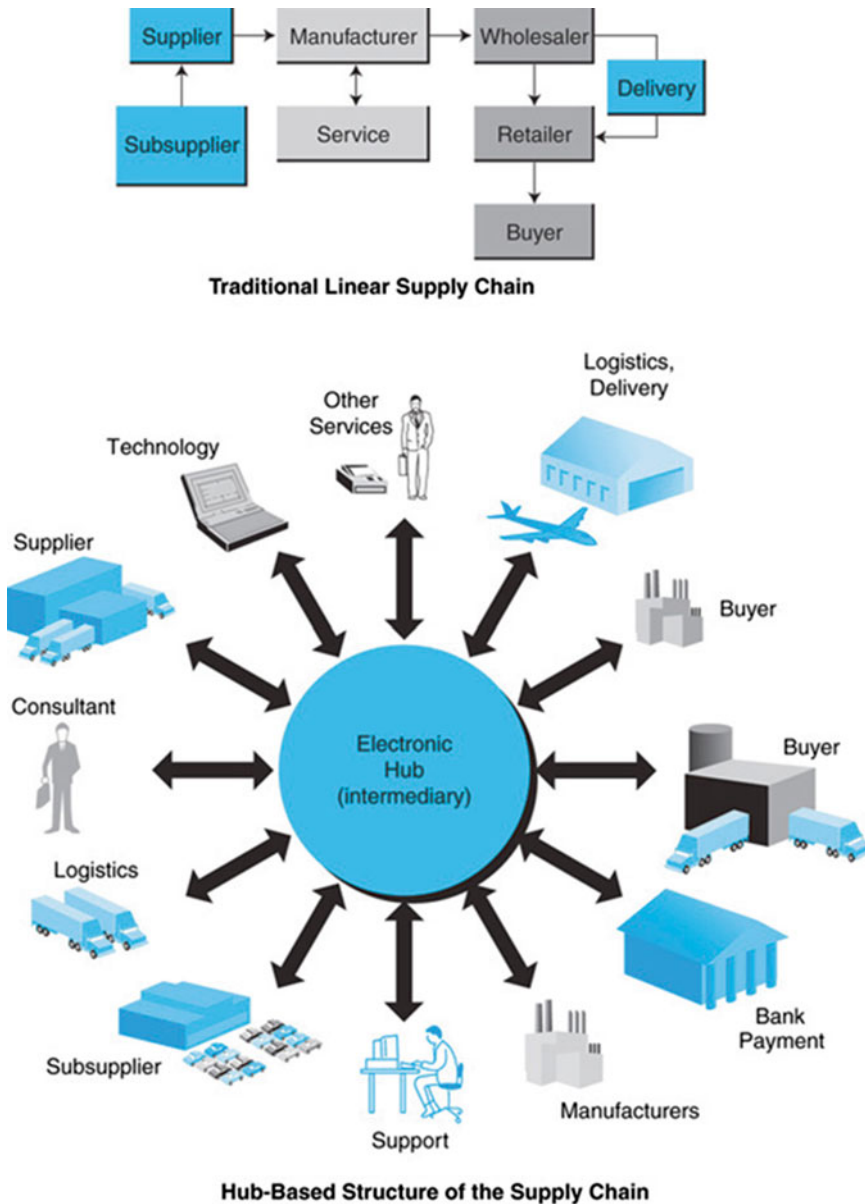 Supplier
Manufacturer
Wholesaler
Delivery
Subsupplier
Service
Retailer
Buyer
Traditional Linear Supply Chain
Logistics,
Delivery
Other
Services
Technology
Supplier
Buyer
Consultant
Electronic
Hub
(intermediary)
Buyer
Logistics
Bank
Payment
Subsupplier
Manufacturers
Support
Hub-Based Structure of the Supply Chain